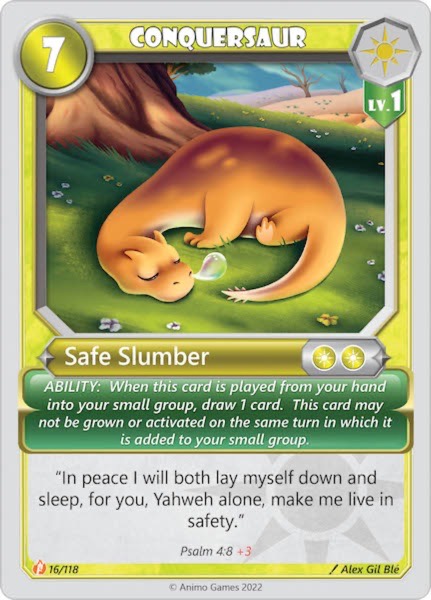 7
CONQUERSAUR
LV.1
Safe Slumber
ABILITY: When this card is played from your hand
into your small group, draw 1 card. This card may
not be grown or activated on the same turn in which it
is added to your small group.
“In peace I will both lay myself down and
sleep, for you, Yahweh alone, make me live in
safety.”
Psalm 4:8 +3
16/118
Alex Gil Blé
© Animo Games 2022